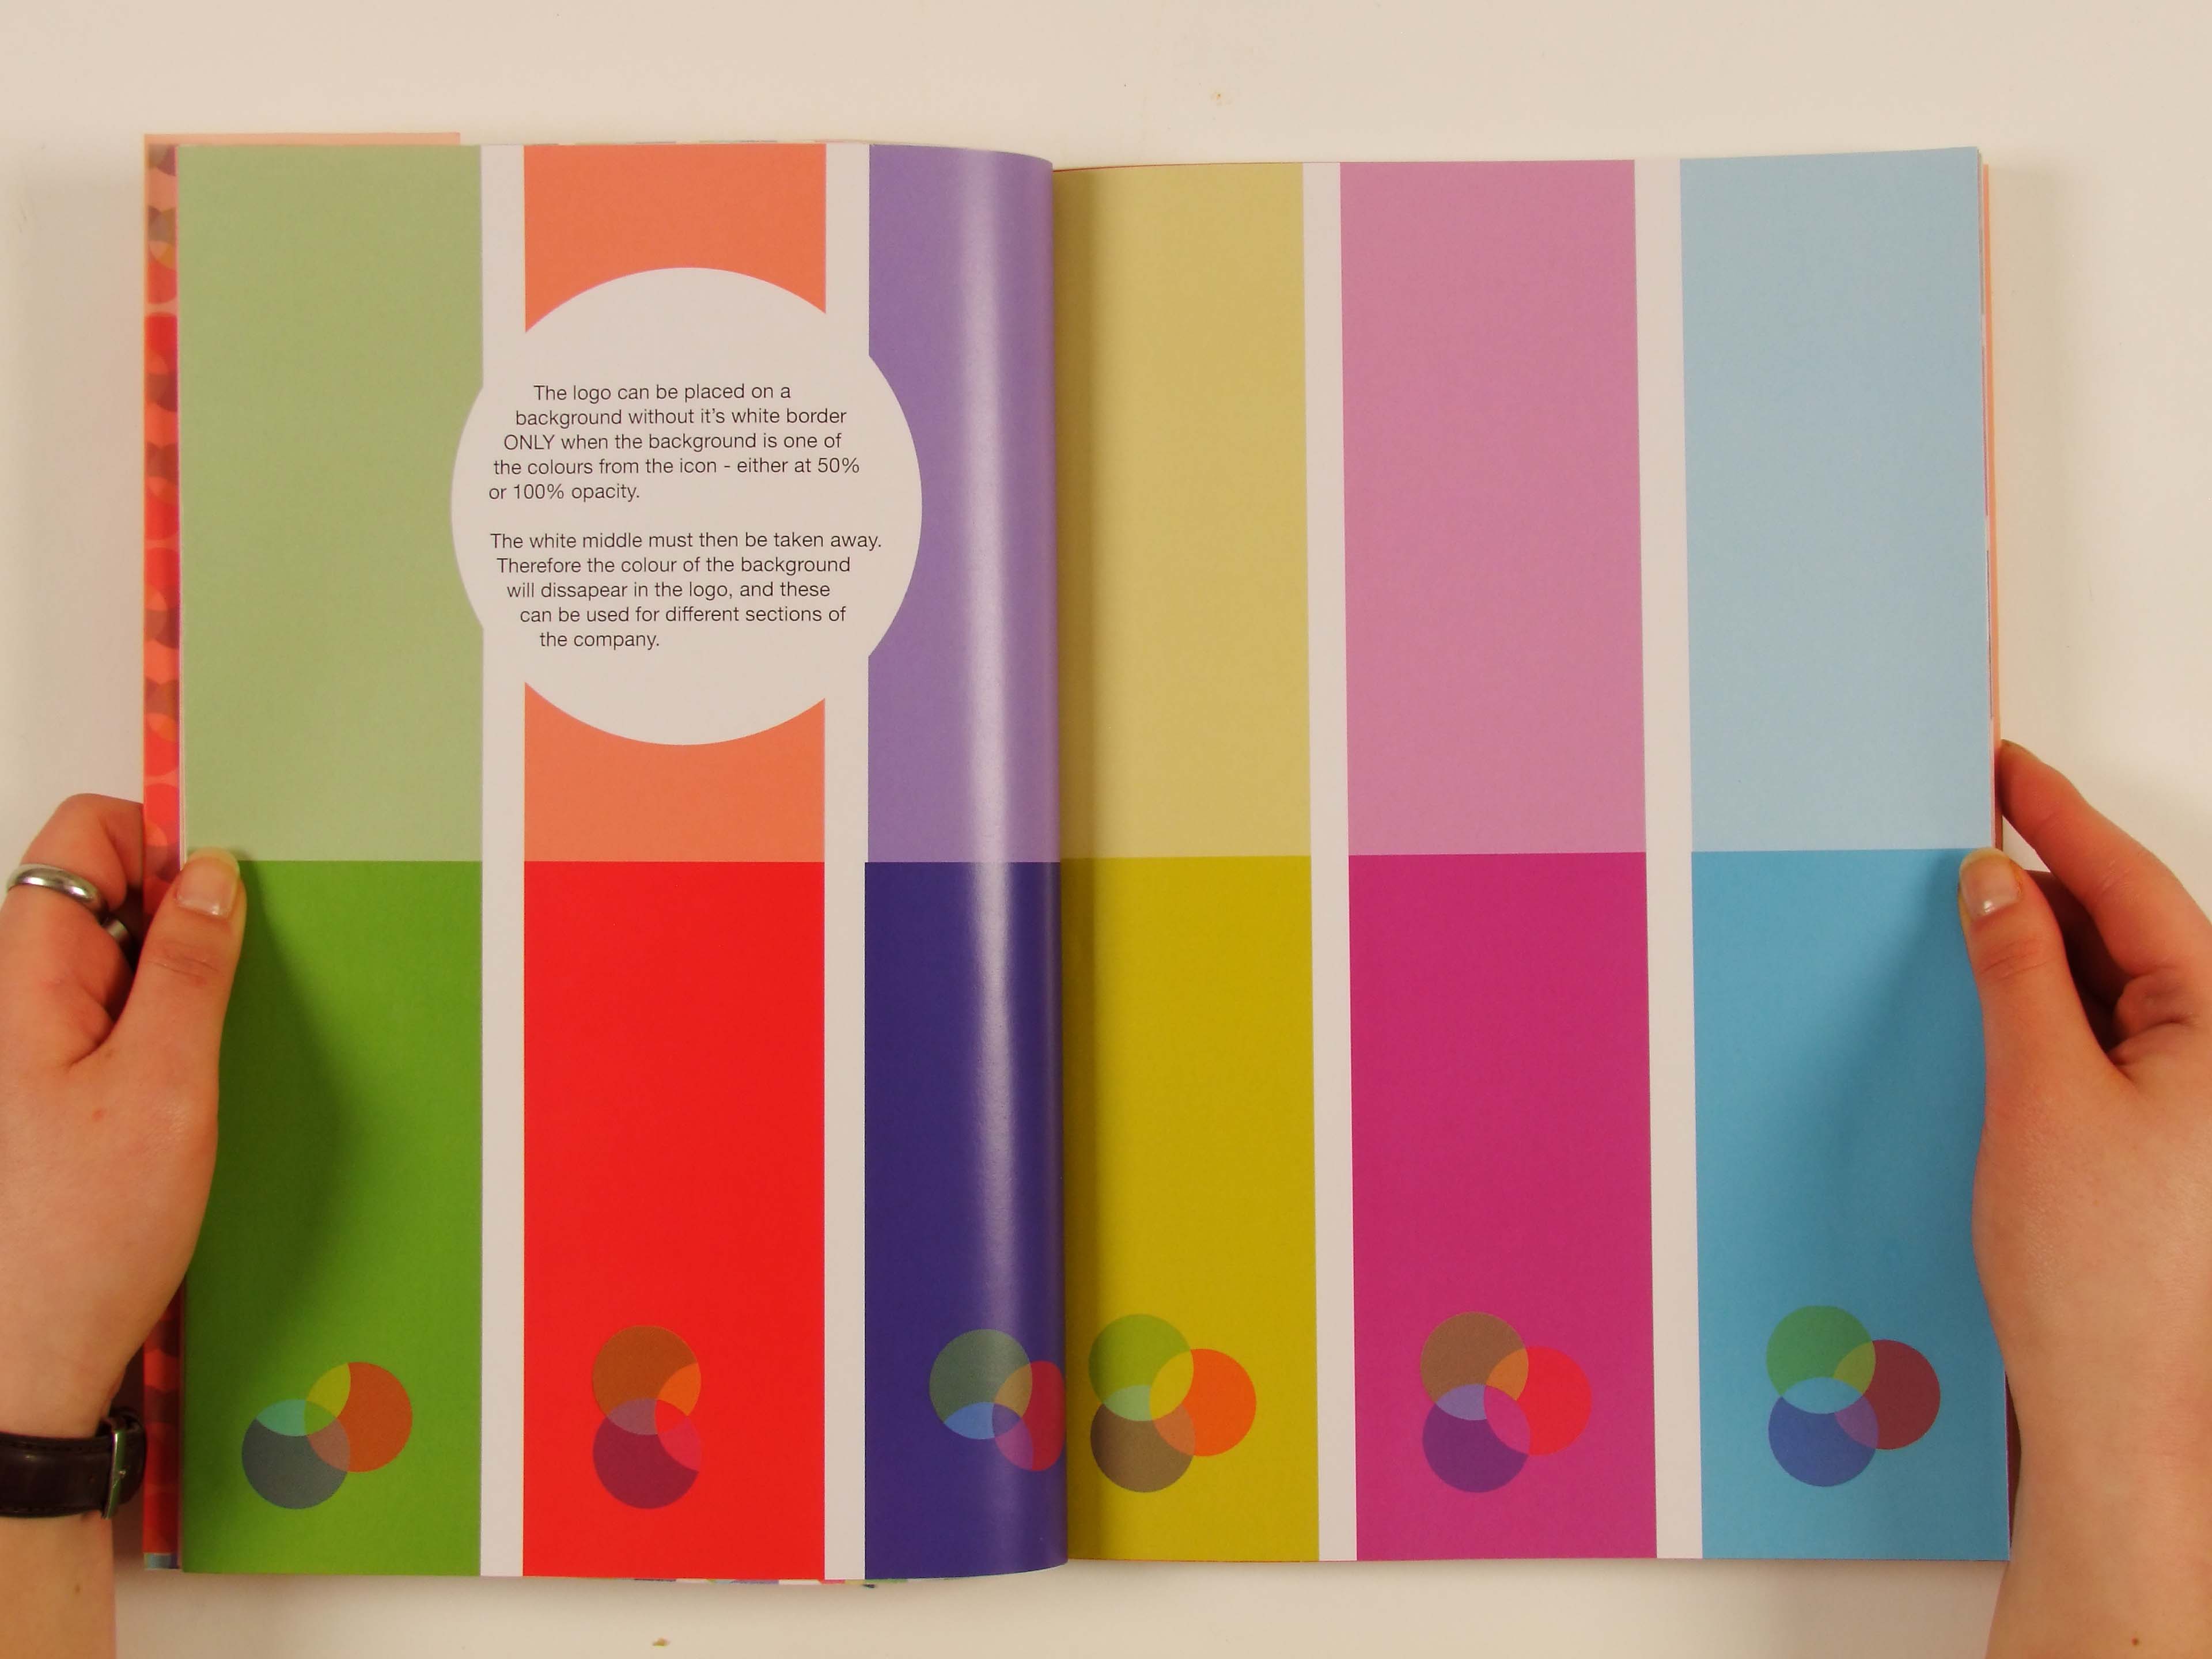 The logo can be placed on a
background without it's white border
ONLY when the background is one of
the colours from the icon - either at 50%
or 100% opacity.
The white middle must then be taken away.
Therefore the colour of the background
will dissapear in the logo, and these
can be used for different sections of
the company.